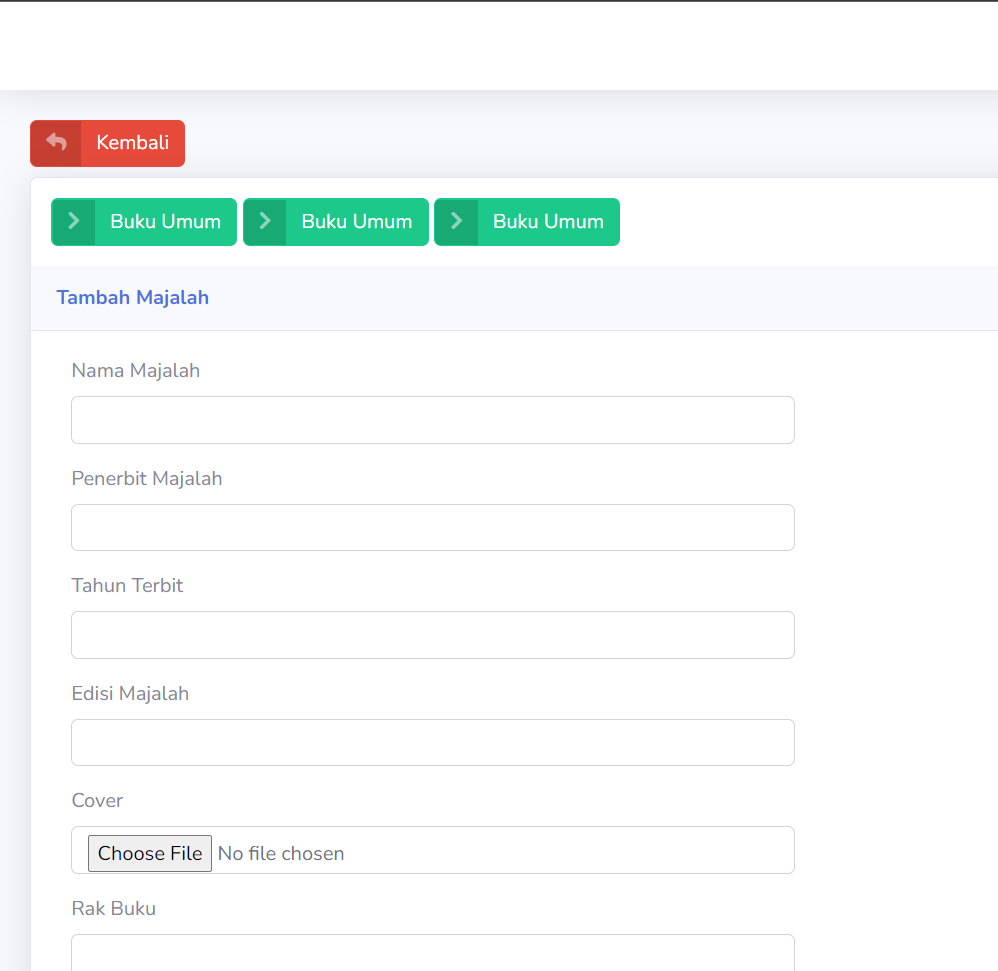 Kembali
Buku Umum Buku Umum Buku Umum
Tambah Majalah
Nama Majalah
Penerbit Majalah
Tahun Terbit
Edisi Majalah
Cover
Choose File No file chosen
Rak Buku